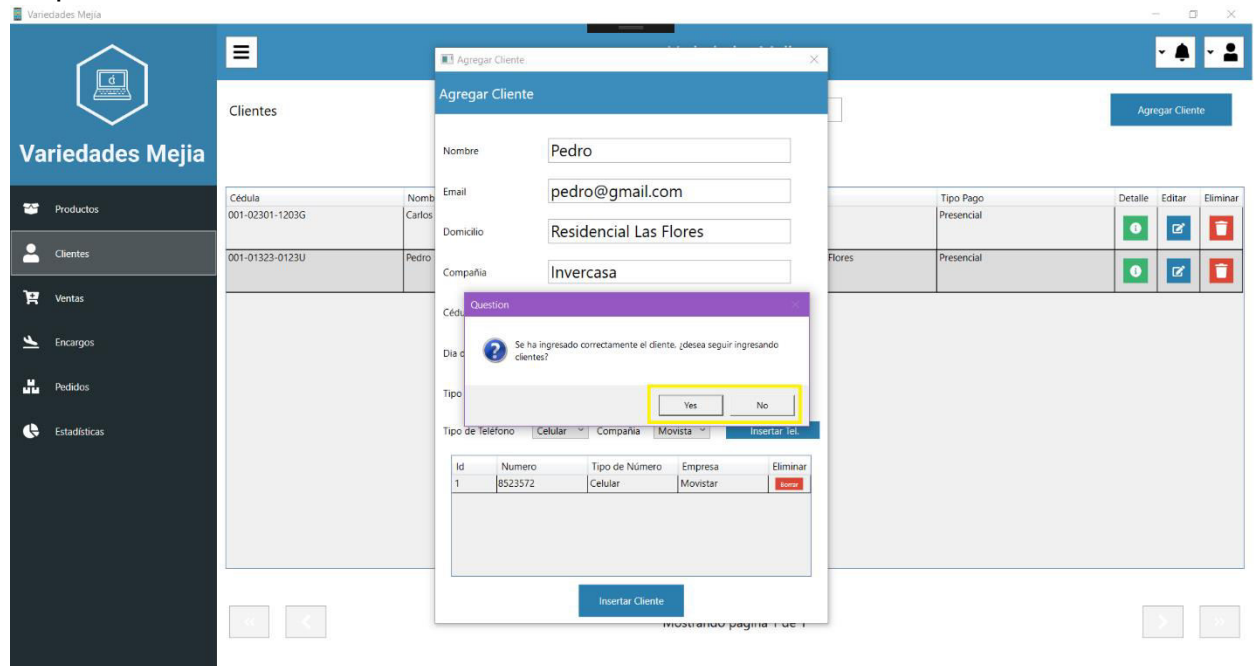 Variedades Mejia
Variedades Mejia
Productos
Clientes
Ventas
Encargos
Pedidos
Estadísticas
Clientes
Agregar Cliente
Cédula
Tipo Pago
Detalle
Editar
Eliminar
001-02301-1203G
Carlos
Presencial
001-01323-0123U
Pedro
Flores
Presencial
Agregar Cliente
Agregar Cliente
Nombre
Pedro
Email
pedro@gmail.com
Domicilio
Residencial Las Flores
Compañia
Invercasa
Question
Se ha ingresado correctamente el cliente. ¿desea seguir ingresando
clientes?
Yes
No
Tipo
Tipo de Teléfono
Celular
Compañia
Movista
Insertar Tel.
Id
Numero
Tipo de Número
Empresa
Eliminar
1
8523572
Celular
Movistar
Borrar
Insertar Cliente
Mostrando pagina 1 de 1